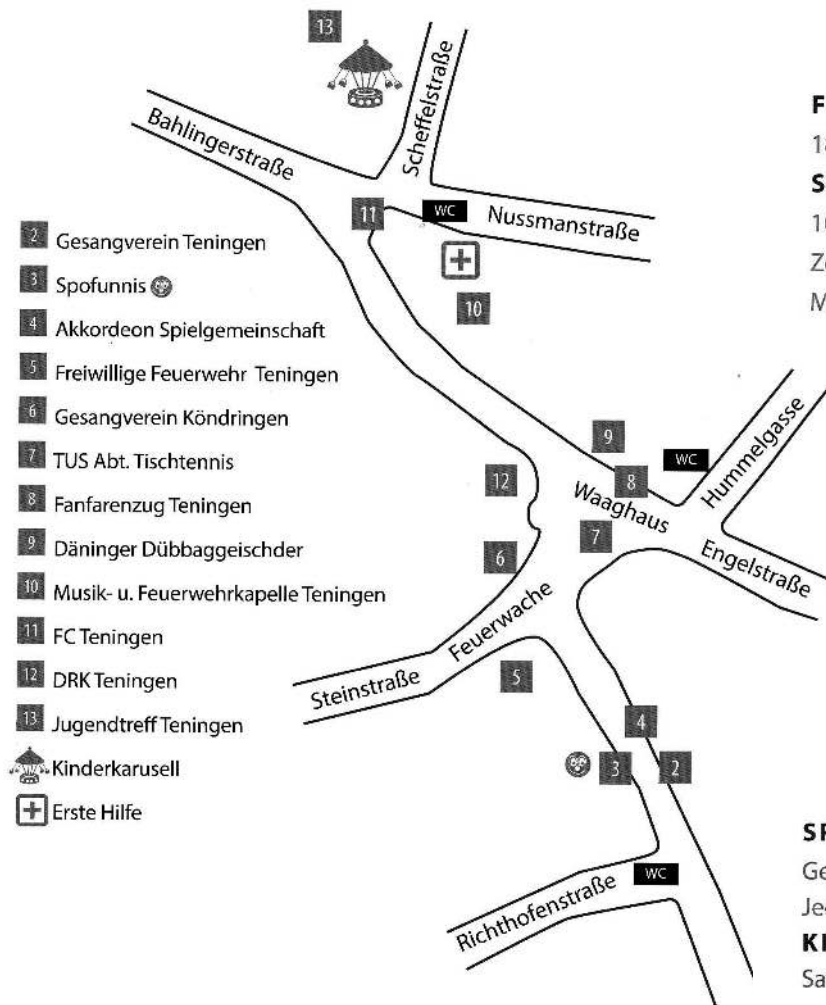 13
Bahlingerstraße
Scheffelstraße
11
WC
Nussmanstraße
10
2 Gesangverein Teningen
3 Spofunnis
4 Akkordeon Spielgemeinschaft
5 Freiwillige Feuerwehr Teningen
6 Gesangverein Köndringen
7 TUS Abt. Tischtennis
8 Fanfarenzug Teningen
9 Däninger Dübbaggeischder
10 Musik- u. Feuerwehrkapelle Teningen
11 FC Teningen
12 DRK Teningen
13 Jugendtreff Teningen
Kinderkarusell
Erste Hilfe
9
WC
Hummelgasse
8
12
Waaghaus
7
Engelstraße
6
Feuerwache
Steinstraße
5
4
3
2
WC
Richthofenstraße
F
S
M
Ge
Sa